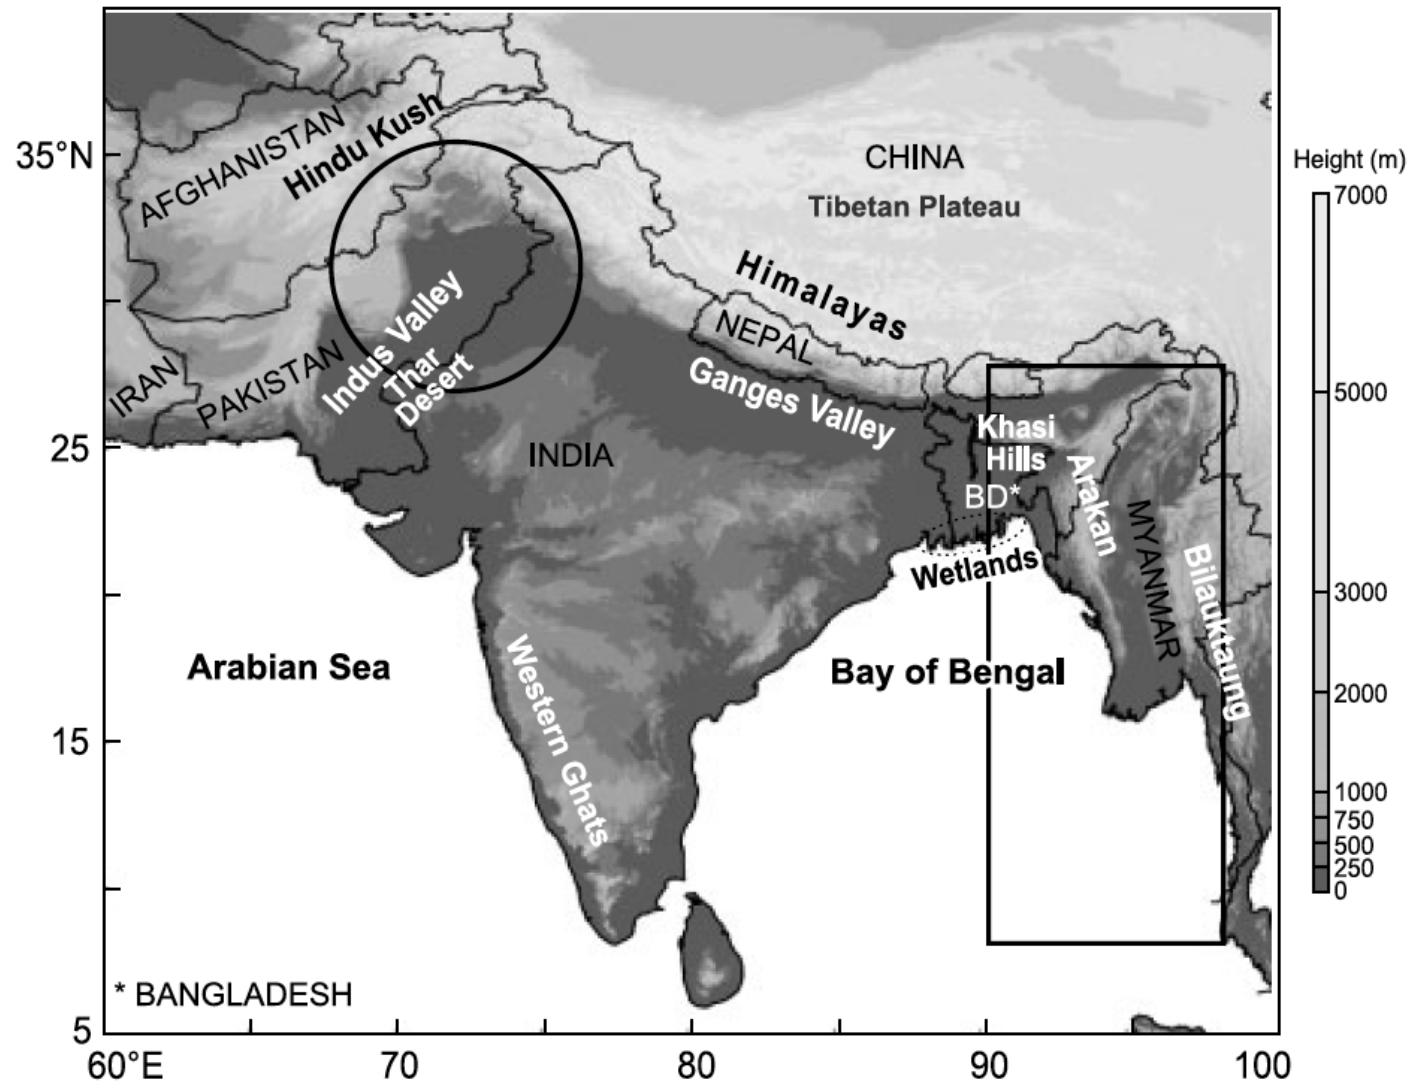 AFGHANISTAN
Hindu Kush
35°N
CHINA
Height (m)
Tibetan Plateau
7000
Himalayas
Indus Valley
NEPAL
IRAN
PAKISTAN
Thar
Desert
Ganges Valley
5000
Khasi
Hills
25
INDIA
Arakan
BD*
MYANMAR
Bilauktaung
Wetlands
3000
Western Ghats
Arabian Sea
Bay of Bengal
2000
15
1000
750
500
250
0
* BANGLADESH
5
60°E
70
80
90
100